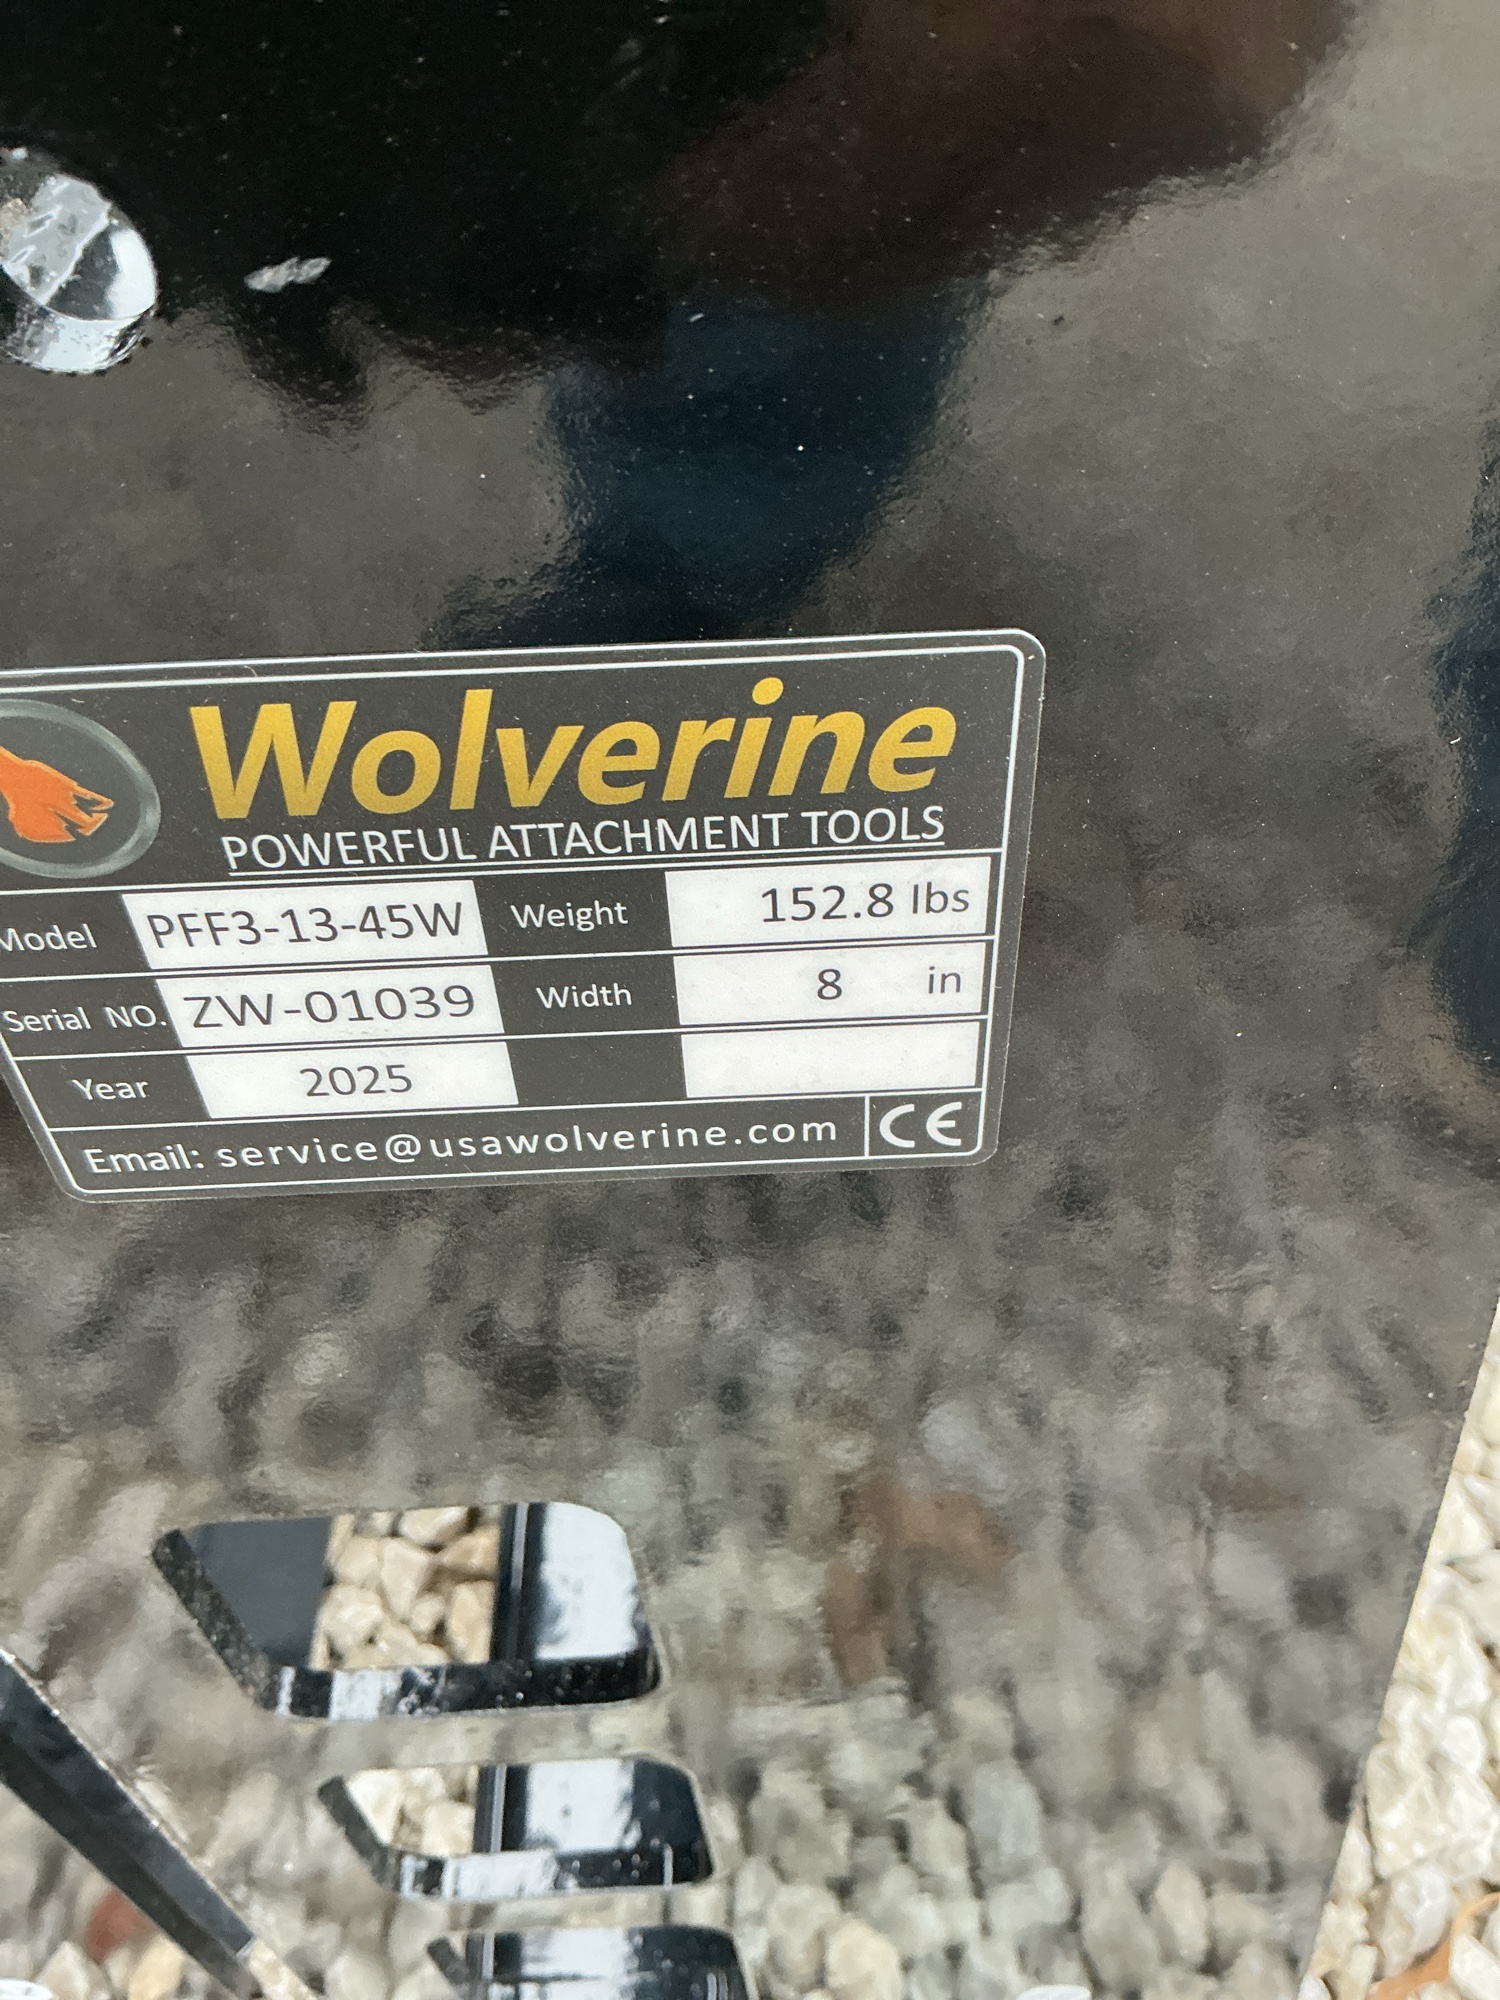 Wolverine
POWERFUL ATTACHMENT TOOLS
Model PFF3-13-45W Weight 152.8 lbs
Serial NO. ZW-01039 Width 8 in
Year 2025
Email: service@usawolverine.com CE